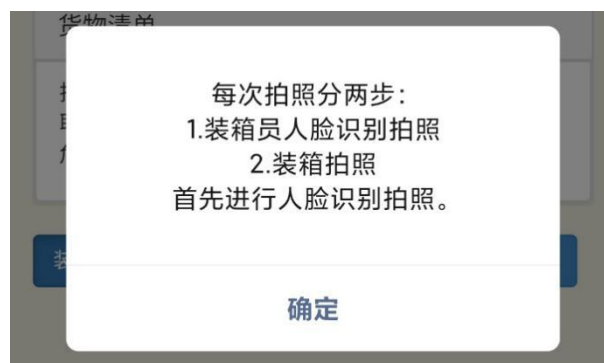 货物清单
每次拍照分两步：
1.装箱员人脸识别拍照
2.装箱拍照
首先进行人脸识别拍照。
装
确定